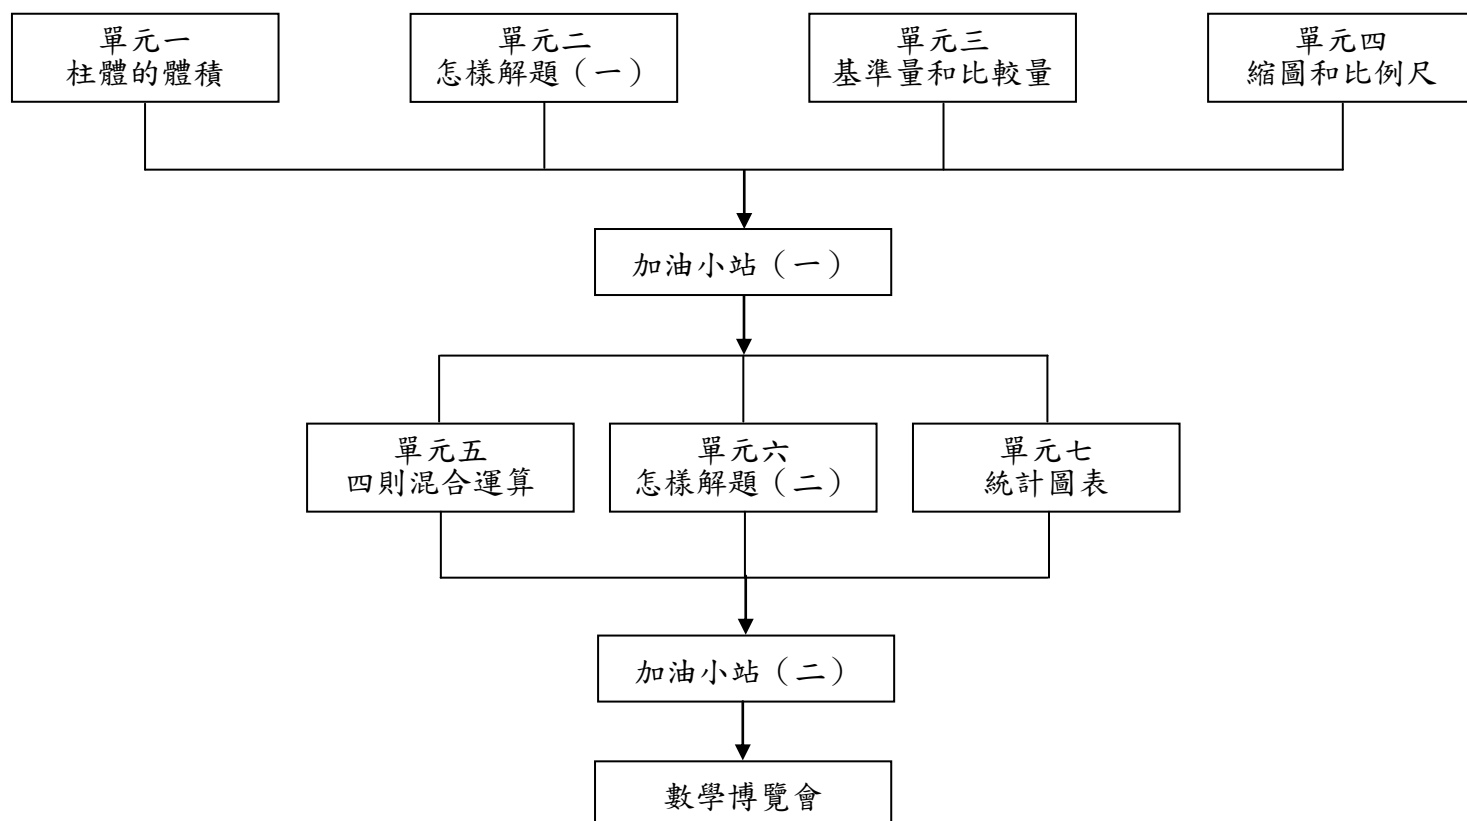 單元一
柱體的體積
單元二
怎樣解題（一）
單元三
基準量和比較量
單元四
縮圖和比例尺
加油小站（一）
單元五
四則混合運算
單元六
怎樣解題（二）
單元七
統計圖表
加油小站（二）
數學博覽會